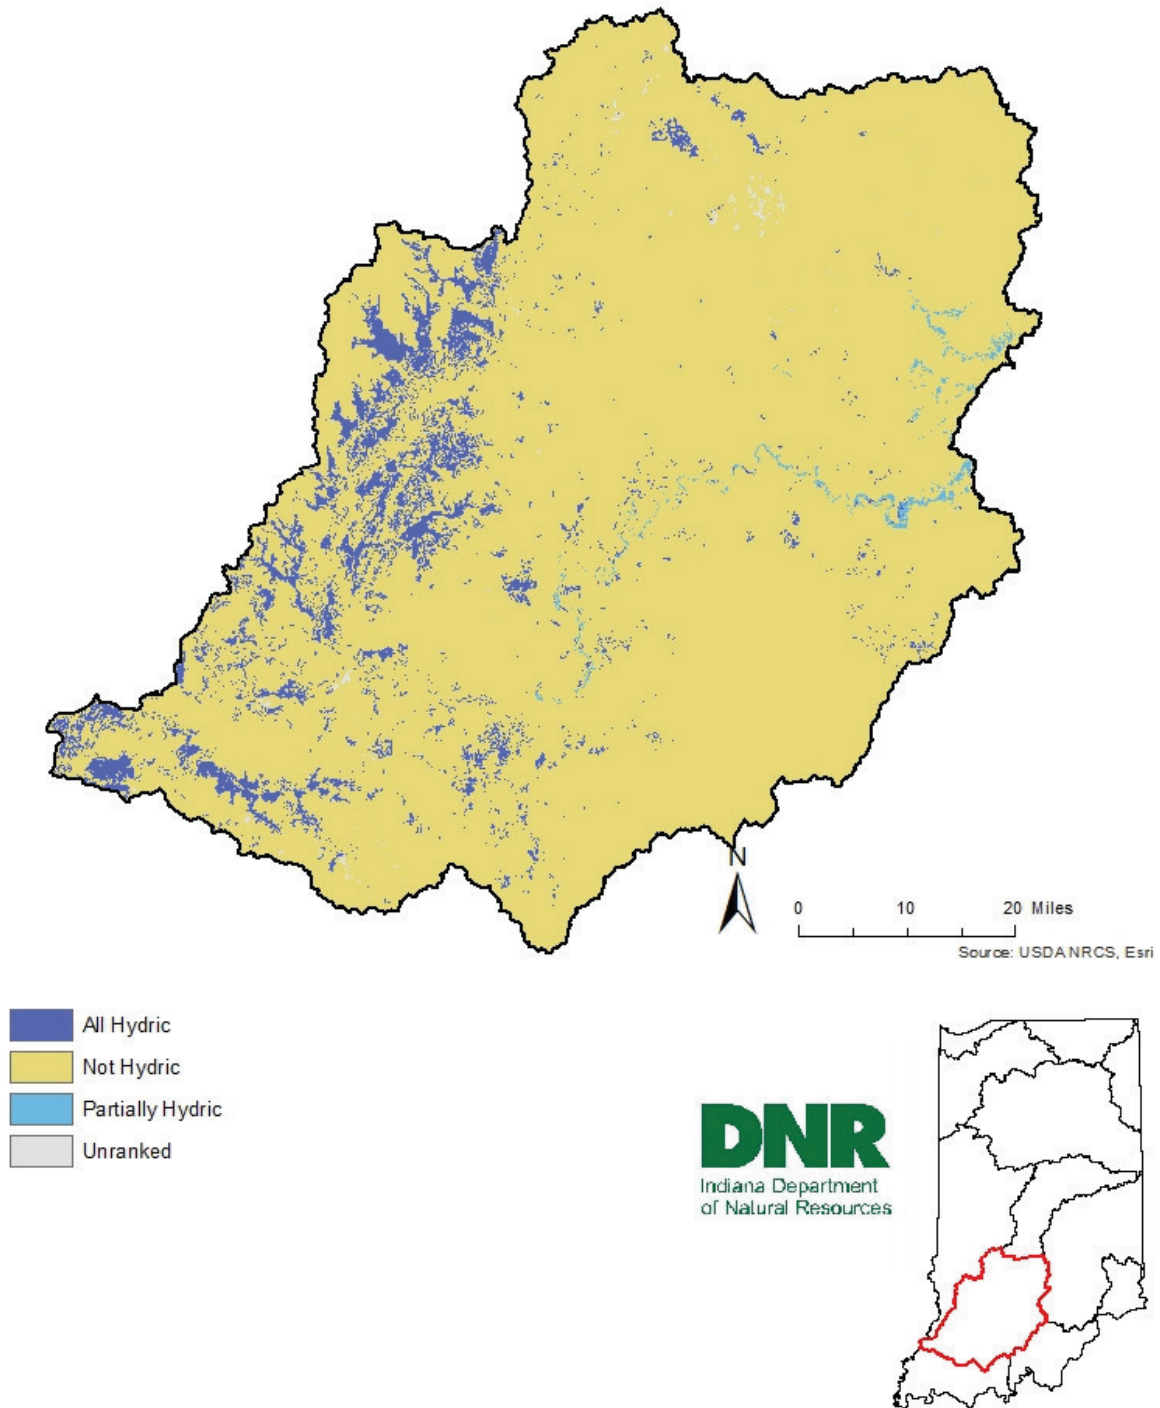 N
0 10 20 Miles
Source: USDA NRCS, Esri
All Hydric
Not Hydric
Partially Hydric
Unranked
DNR
Indiana Department
of Natural Resources